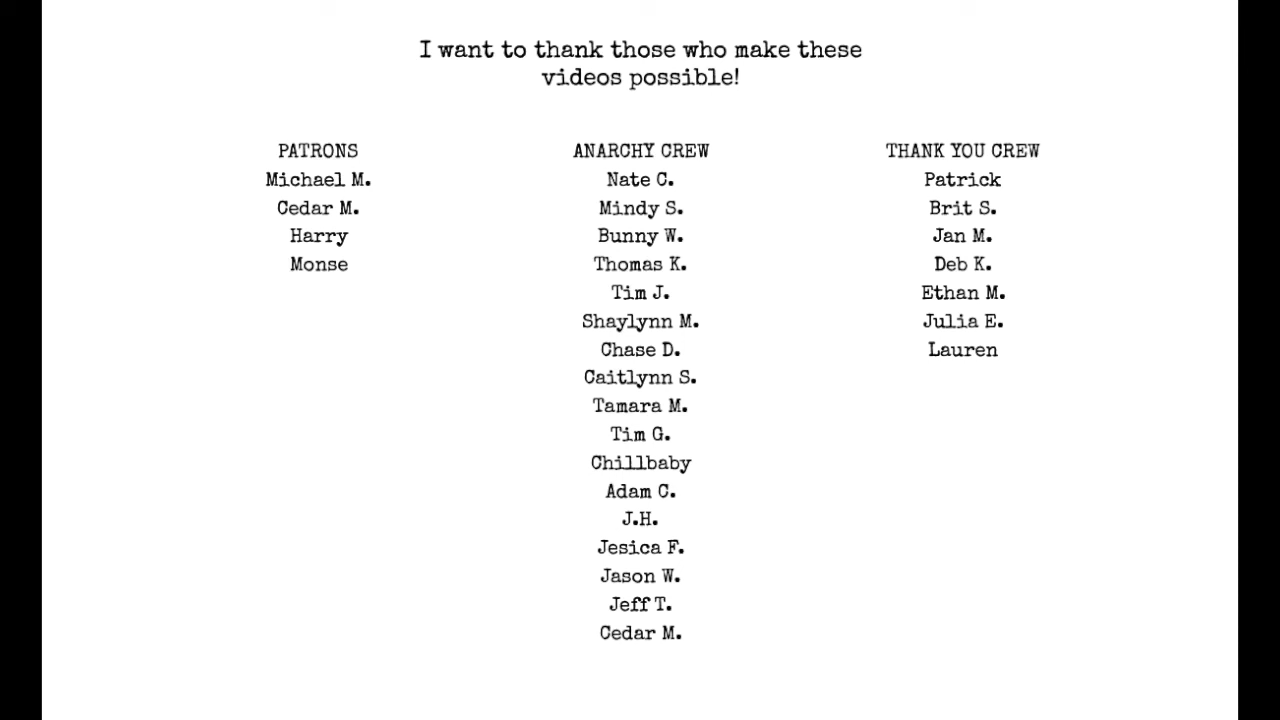 I want to thank those who make these
videos possible!
PATRONS
Michael M.
Cedar M.
Harry
Monse
ANARCHY CREW
Nate C.
Mindy S.
Bunny W.
Thomas K.
Tim J.
Shaylynn M.
Chase D.
Caitlynn S.
Tamara M.
Tim G.
Chillbaby
Adam C.
J.H.
Jesica F.
Jason W.
Jeff T.
Cedar M.
THANK YOU CREW
Patrick
Brit S.
Jan M.
Deb K.
Ethan M.
Julia E.
Lauren